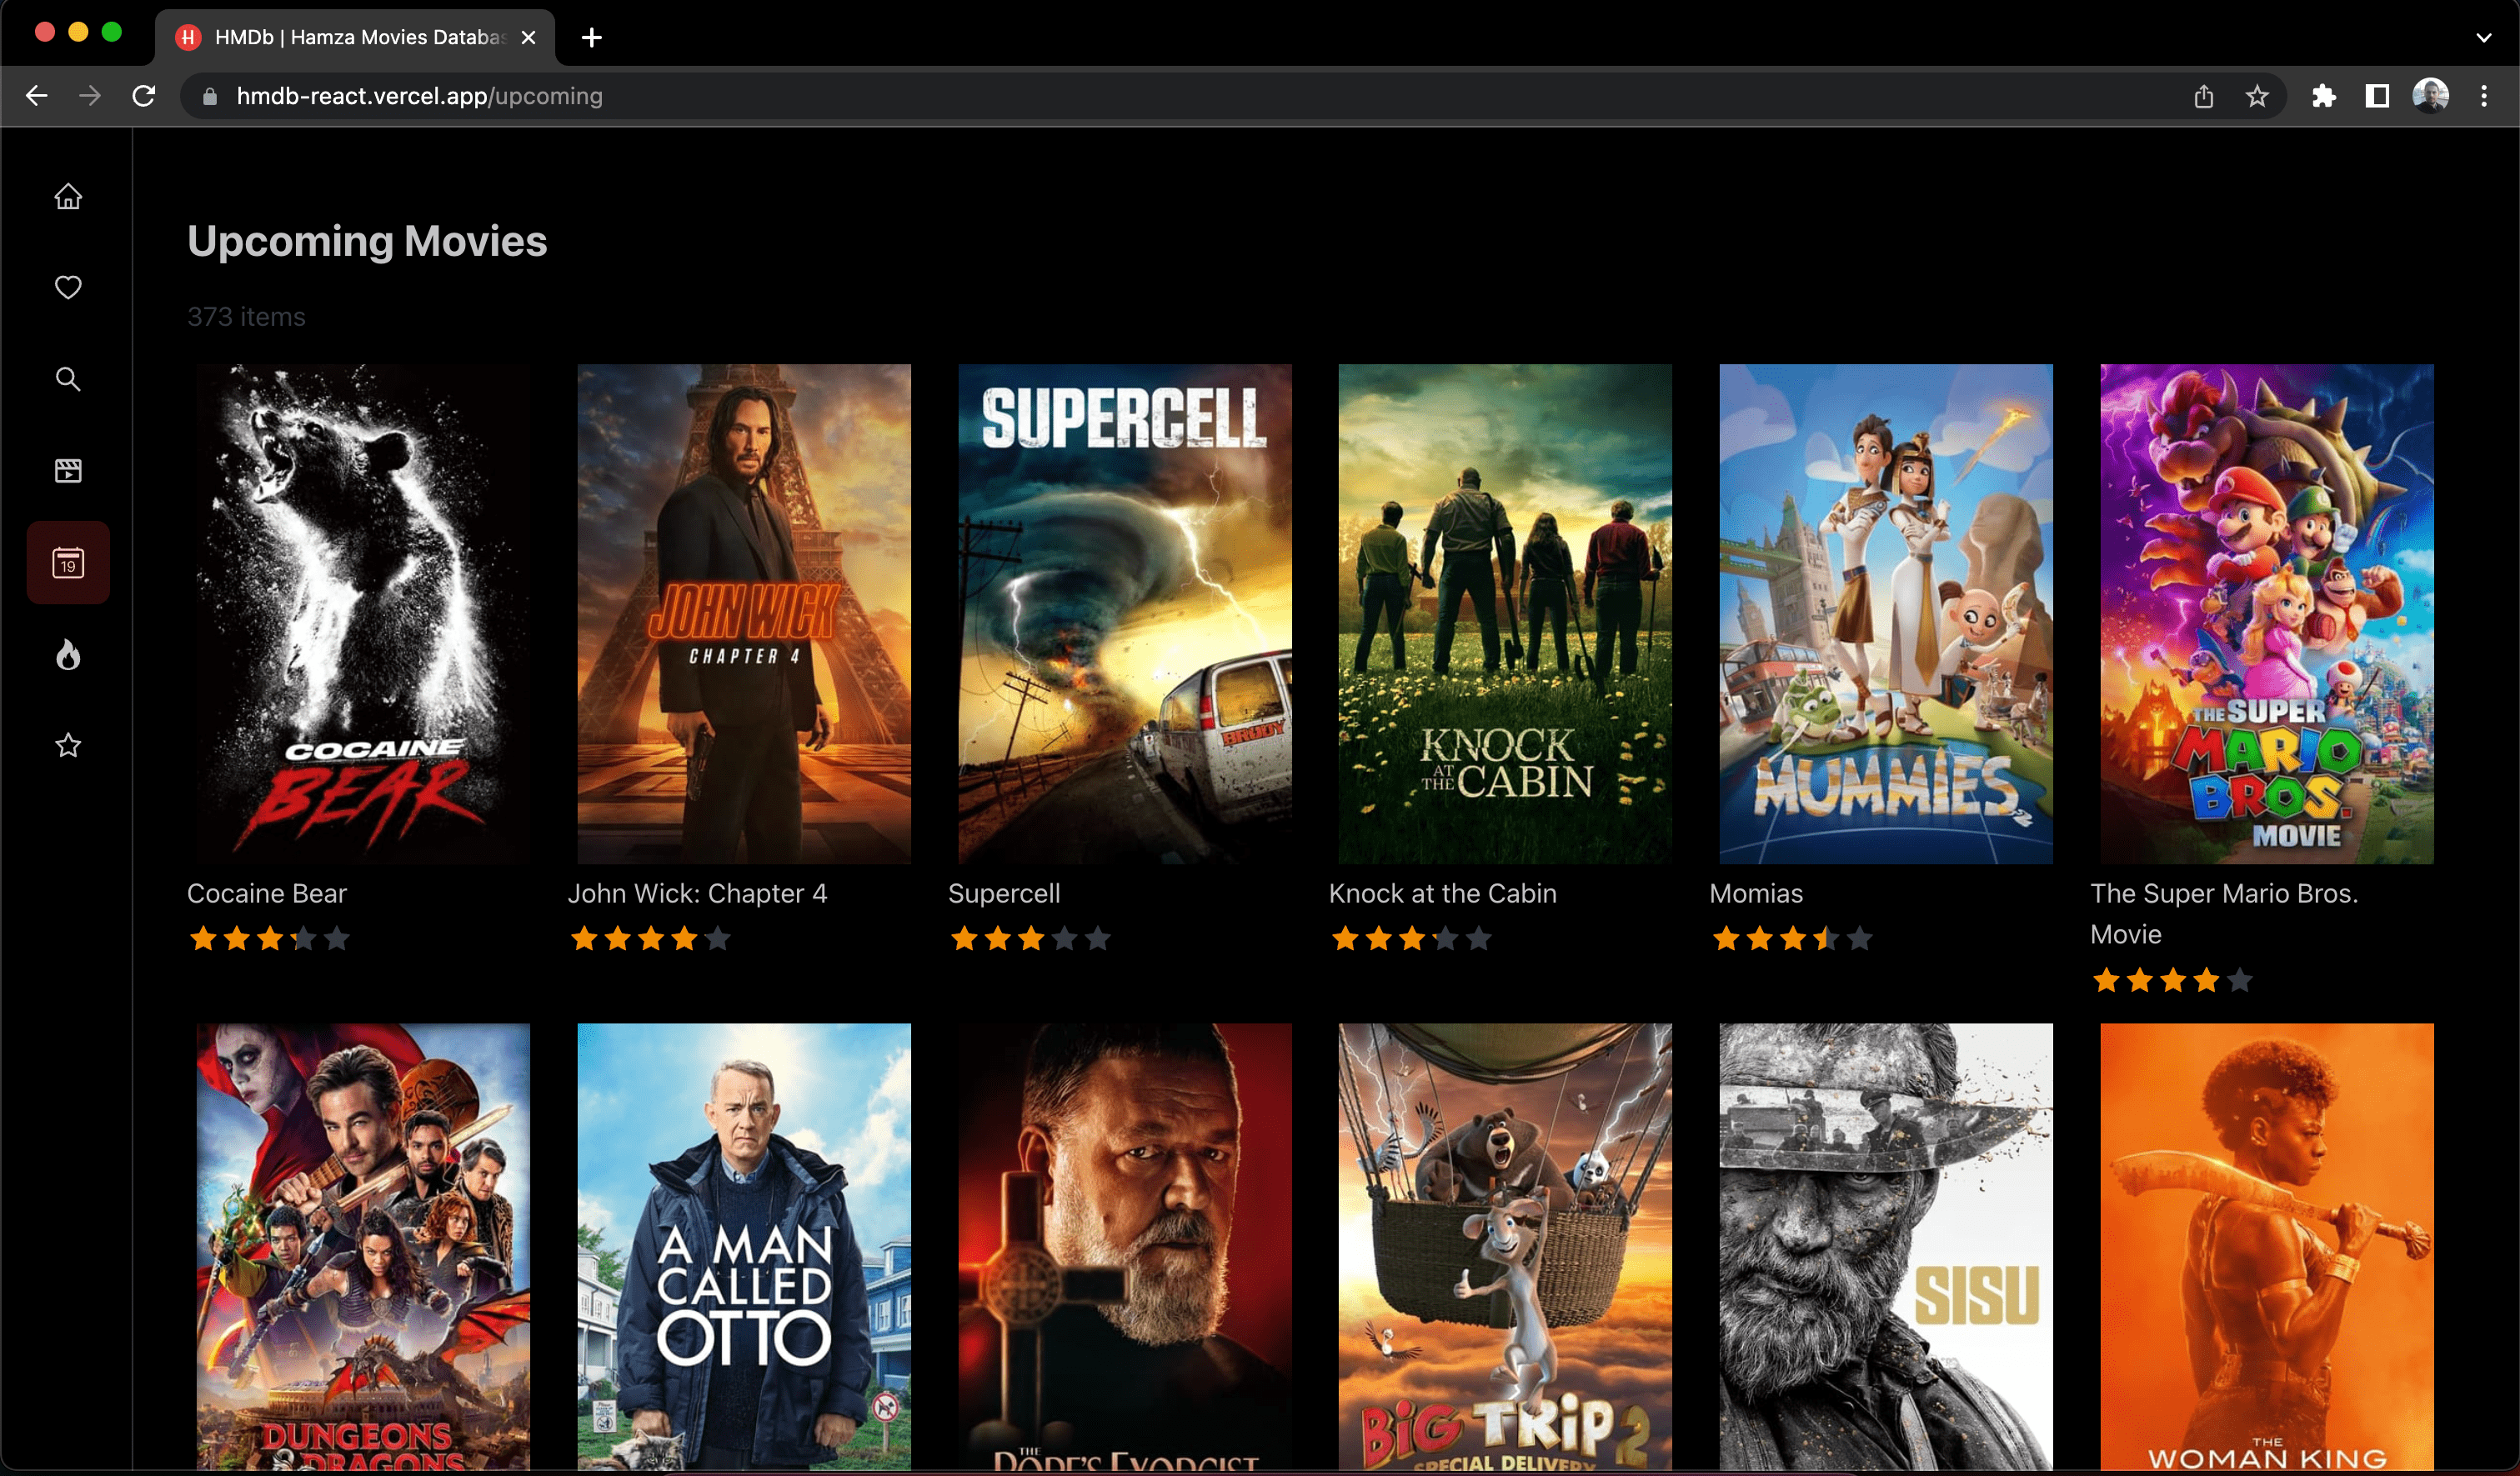 HMDb | Hamza Movies Databas
hmdb-react.vercel.app/upcoming
Upcoming Movies
373 items
19
COCAINE
BEAR
JOHN WICK
CHAPTER 4
SUPERCELL
BRODY
KNOCK
AT
THE CABIN
MUMMIES
THE SUPER
MARIO
BROS.
MOVIE
Cocaine Bear
John Wick: Chapter 4
Supercell
Knock at the Cabin
Momias
The Super Mario Bros.
Movie
DUNGEONS
& DRAGONS
A MAN
CALLED
OTTO
THE
POPE'S EXORCIST
BIG TRIP 2
SPECIAL DELIVERY
SISU
THE
WOMAN KING